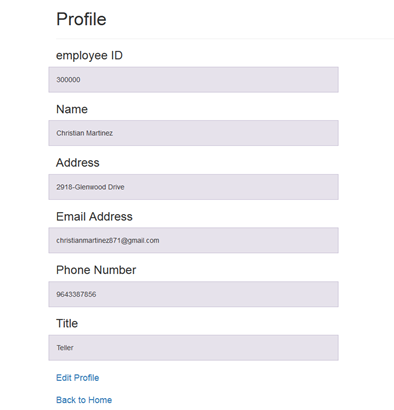 Profile
employee ID
300000
Name
Christian Martinez
Address
2918-Glenwood Drive
Email Address
christianmartinez871@gmail.com
Phone Number
9643387856
Title
Teller
Edit Profile
Back to Home